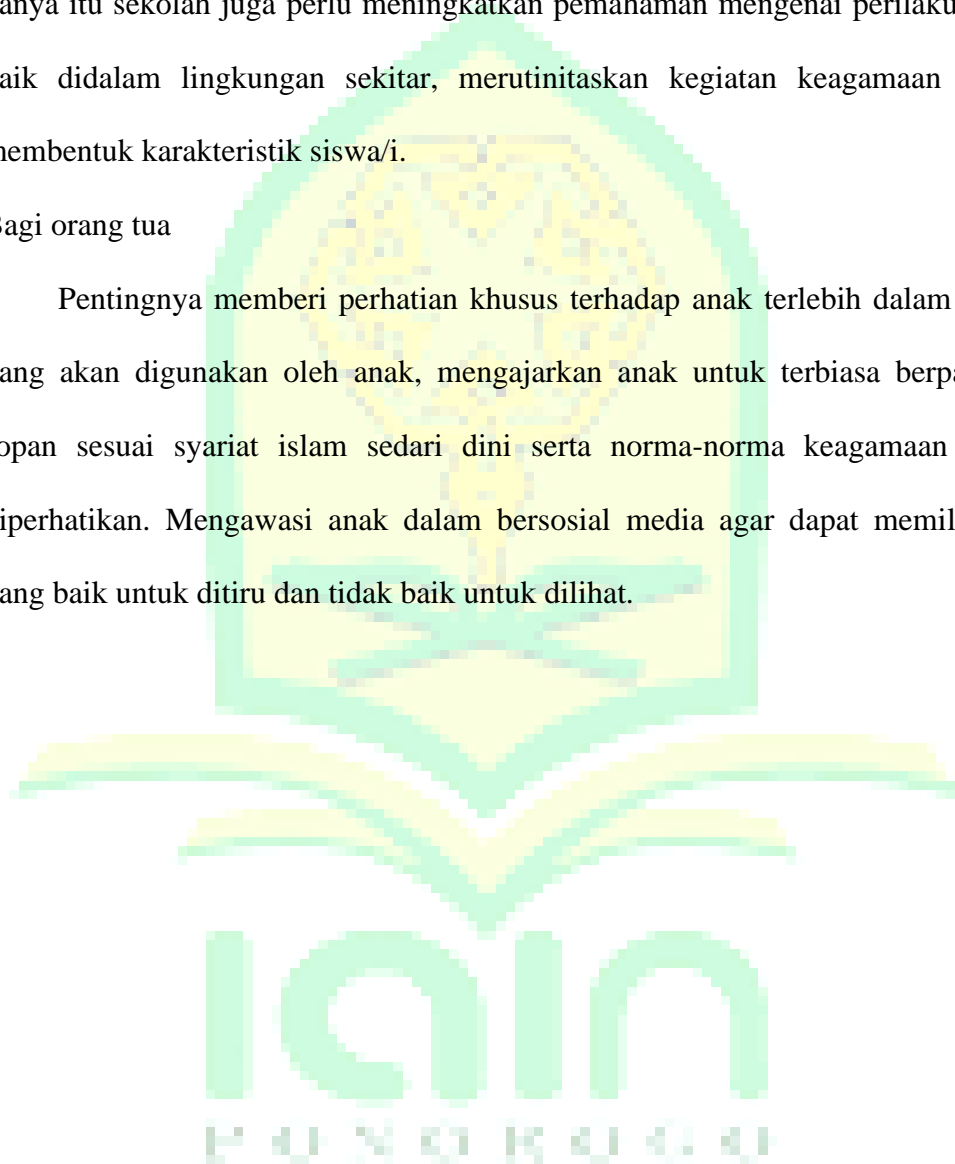 anya itu sekolah juga perlu meningkatkan pemahaman mengenai perilaku
aik didalam lingkungan sekitar, merutinitaskan kegiatan keagamaan
membentuk karakteristik siswa/i.
Bagi orang tua
Pentingnya memberi perhatian khusus terhadap anak terlebih dalam
ang akan digunakan oleh anak, mengajarkan anak untuk terbiasa berpa
opan sesuai syariat islam sedari dini serta norma-norma keagamaan
iperhatikan. Mengawasi anak dalam bersosial media agar dapat memil
ang baik untuk ditiru dan tidak baik untuk dilihat.
iain
PONOROGO